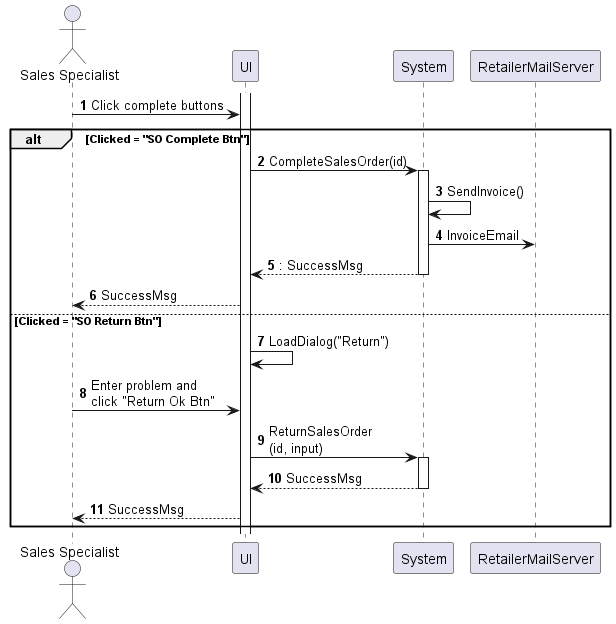 Sales Specialist
UI
System
RetailerMailServer
1 Click complete buttons
alt
[Clicked = "SO Complete Btn"]
2 CompleteSalesOrder(id)
3 SendInvoice()
4 InvoiceEmail
5 : SuccessMsg
6 SuccessMsg
[Clicked = "SO Return Btn"]
7 LoadDialog("Return")
8 Enter problem and
click "Return Ok Btn"
9 ReturnSalesOrder
(id, input)
10 SuccessMsg
11 SuccessMsg
Sales Specialist
UI
System
RetailerMailServer